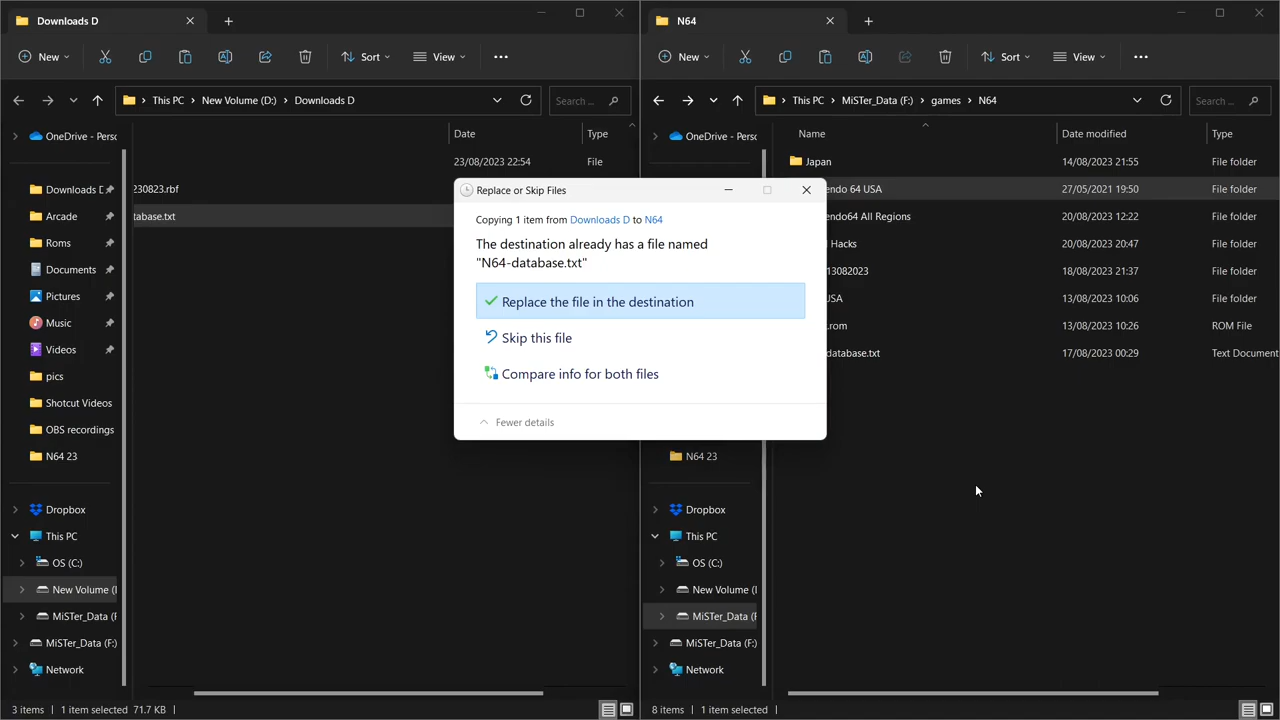 Downloads D
New
Sort
View
This PC
New Volume (D:)
Downloads D
Search ...
OneDrive - Persc
Date
Type
23/08/2023 22:54
File
Downloads D
230823.rbf
Arcade
tabase.txt
Roms
Documents
Pictures
Music
Videos
pics
Shotcut Videos
OBS recordings
N64 23
Dropbox
This PC
OS (C:)
New Volume (I
MiSTer_Data (F
MiSTer_Data (F:)
Network
3 items
1 item selected 71.7 KB
N64
New
Sort
View
This PC
MiSTer_Data (F:)
games
N64
Search ...
OneDrive - Persc
Name
Date modified
Type
Japan
14/08/2023 21:55
File folder
endo 64 USA
27/05/2021 19:50
File folder
endo64 All Regions
20/08/2023 12:22
File folder
Hacks
20/08/2023 20:47
File folder
13082023
18/08/2023 21:37
File folder
USA
13/08/2023 10:06
File folder
.rom
13/08/2023 10:26
ROM File
database.txt
17/08/2023 00:29
Text Document
N64 23
Dropbox
This PC
OS (C:)
New Volume (I
MiSTer_Data (F
MiSTer_Data (F:)
Network
8 items
1 item selected
Replace or Skip Files
Copying 1 item from Downloads D to N64
The destination already has a file named
"N64-database.txt"
Replace the file in the destination
Skip this file
Compare info for both files
Fewer details